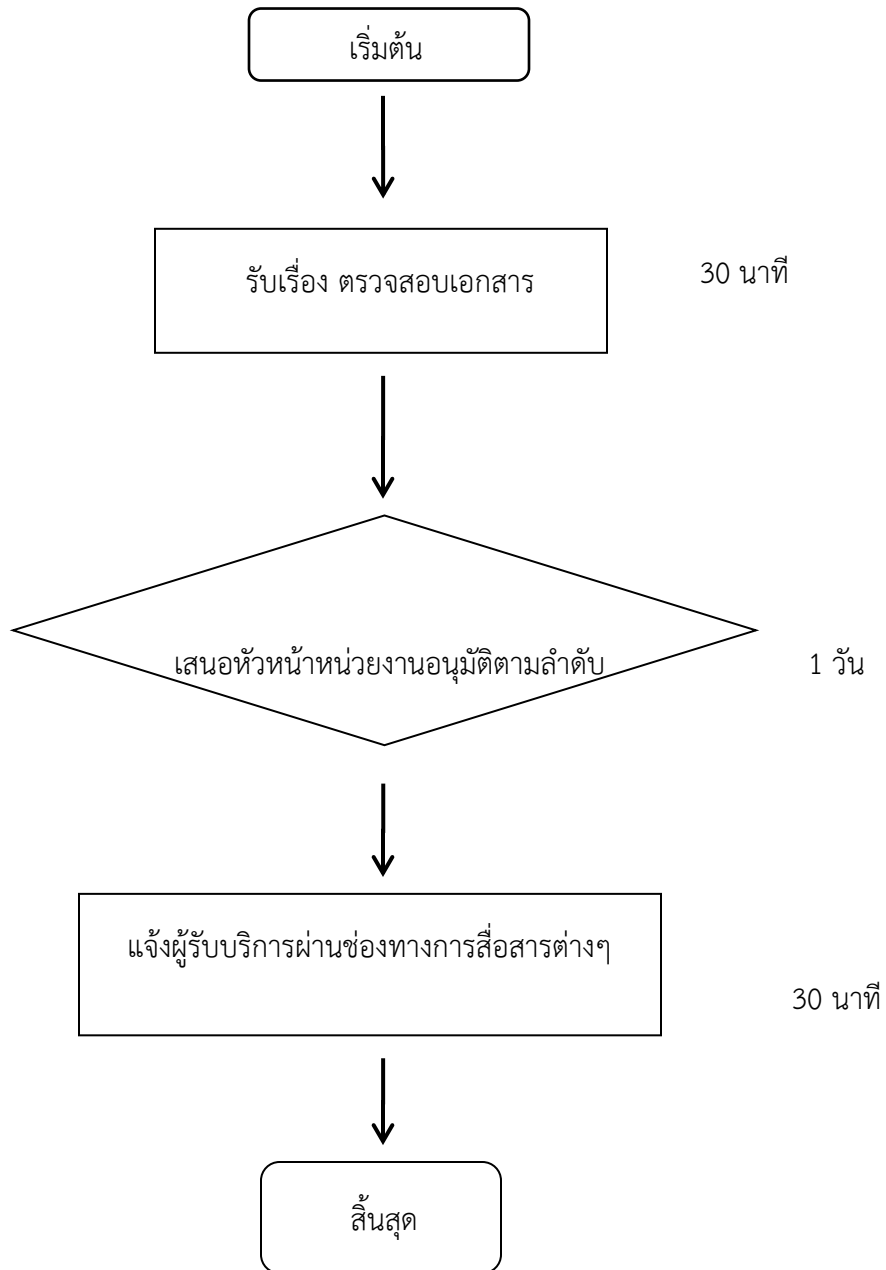 เริ่มต้น
รับเรื่อง ตรวจสอบเอกสาร
30 นาที
เสนอหัวหน้าหน่วยงานอนุมัติตามลำดับ
1 วัน
แจ้งผู้รับบริการผ่านช่องทางการสื่อสารต่างๆ
30 นาที
สิ้นสุด